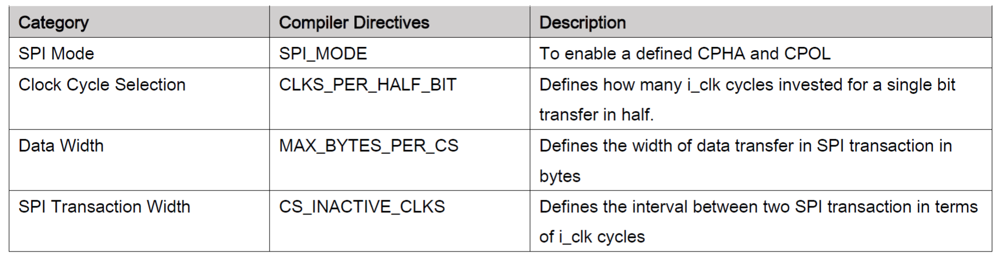 Category Compiler Directives Description
SPI Mode SPI_MODE To enable a defined CPHA and CPOL
Clock Cycle Selection CLKS_PER_HALF_BIT Defines how many i_clk cycles invested for a single bit
transfer in half.
Data Width MAX_BYTES_PER_CS Defines the width of data transfer in SPI transaction in
bytes
SPI Transaction Width CS_INACTIVE_CLKS Defines the interval between two SPI transaction in terms
of i_clk cycles